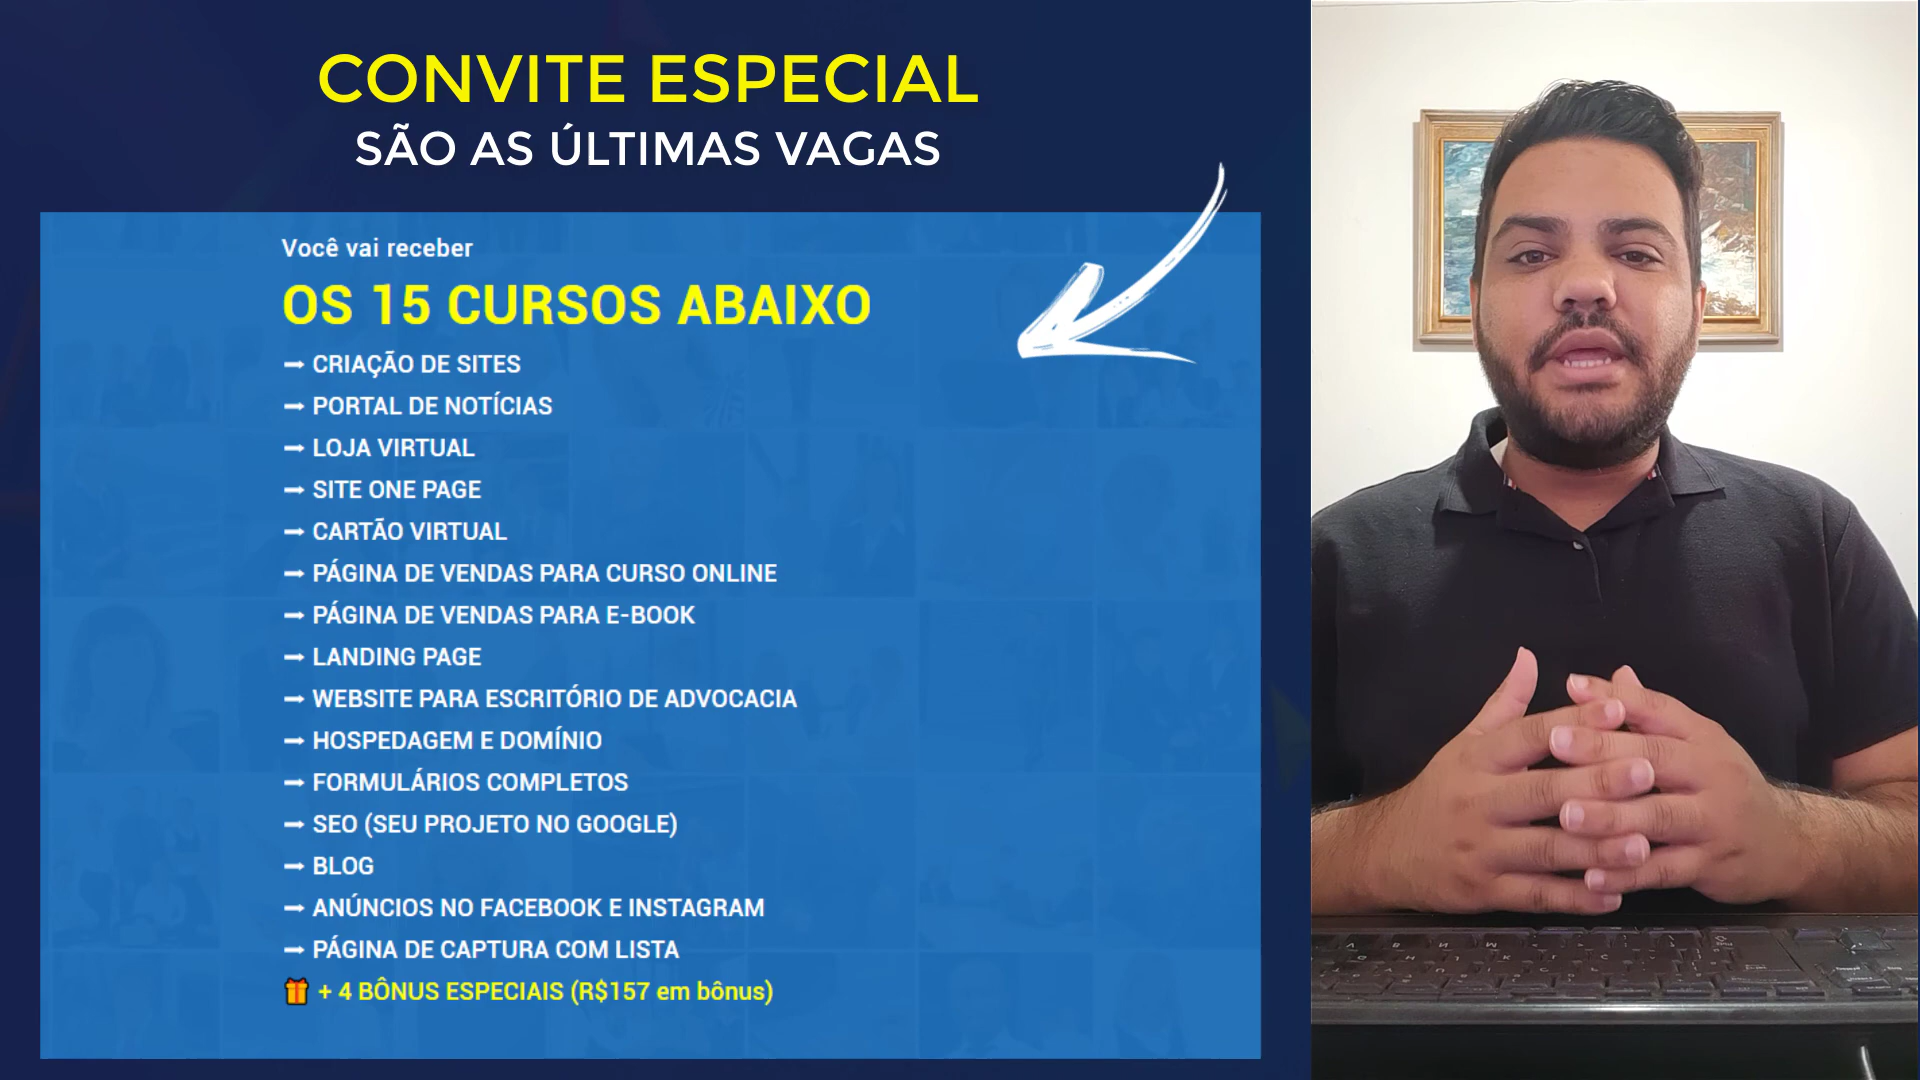 CONVITE ESPECIAL
SÃO AS ÚLTIMAS VAGAS
Você vai receber
OS 15 CURSOS ABAIXO
➞ CRIAÇÃO DE SITES
➞ PORTAL DE NOTÍCIAS
➞ LOJA VIRTUAL
➞ SITE ONE PAGE
➞ CARTÃO VIRTUAL
➞ PÁGINA DE VENDAS PARA CURSO ONLINE
➞ PÁGINA DE VENDAS PARA E-BOOK
➞ LANDING PAGE
➞ WEBSITE PARA ESCRITÓRIO DE ADVOCACIA
➞ HOSPEDAGEM E DOMÍNIO
➞ FORMULÁRIOS COMPLETOS
➞ SEO (SEU PROJETO NO GOOGLE)
➞ BLOG
➞ ANÚNCIOS NO FACEBOOK E INSTAGRAM
➞ PÁGINA DE CAPTURA COM LISTA
🎁 + 4 BÔNUS ESPECIAIS (R$157 em bônus)